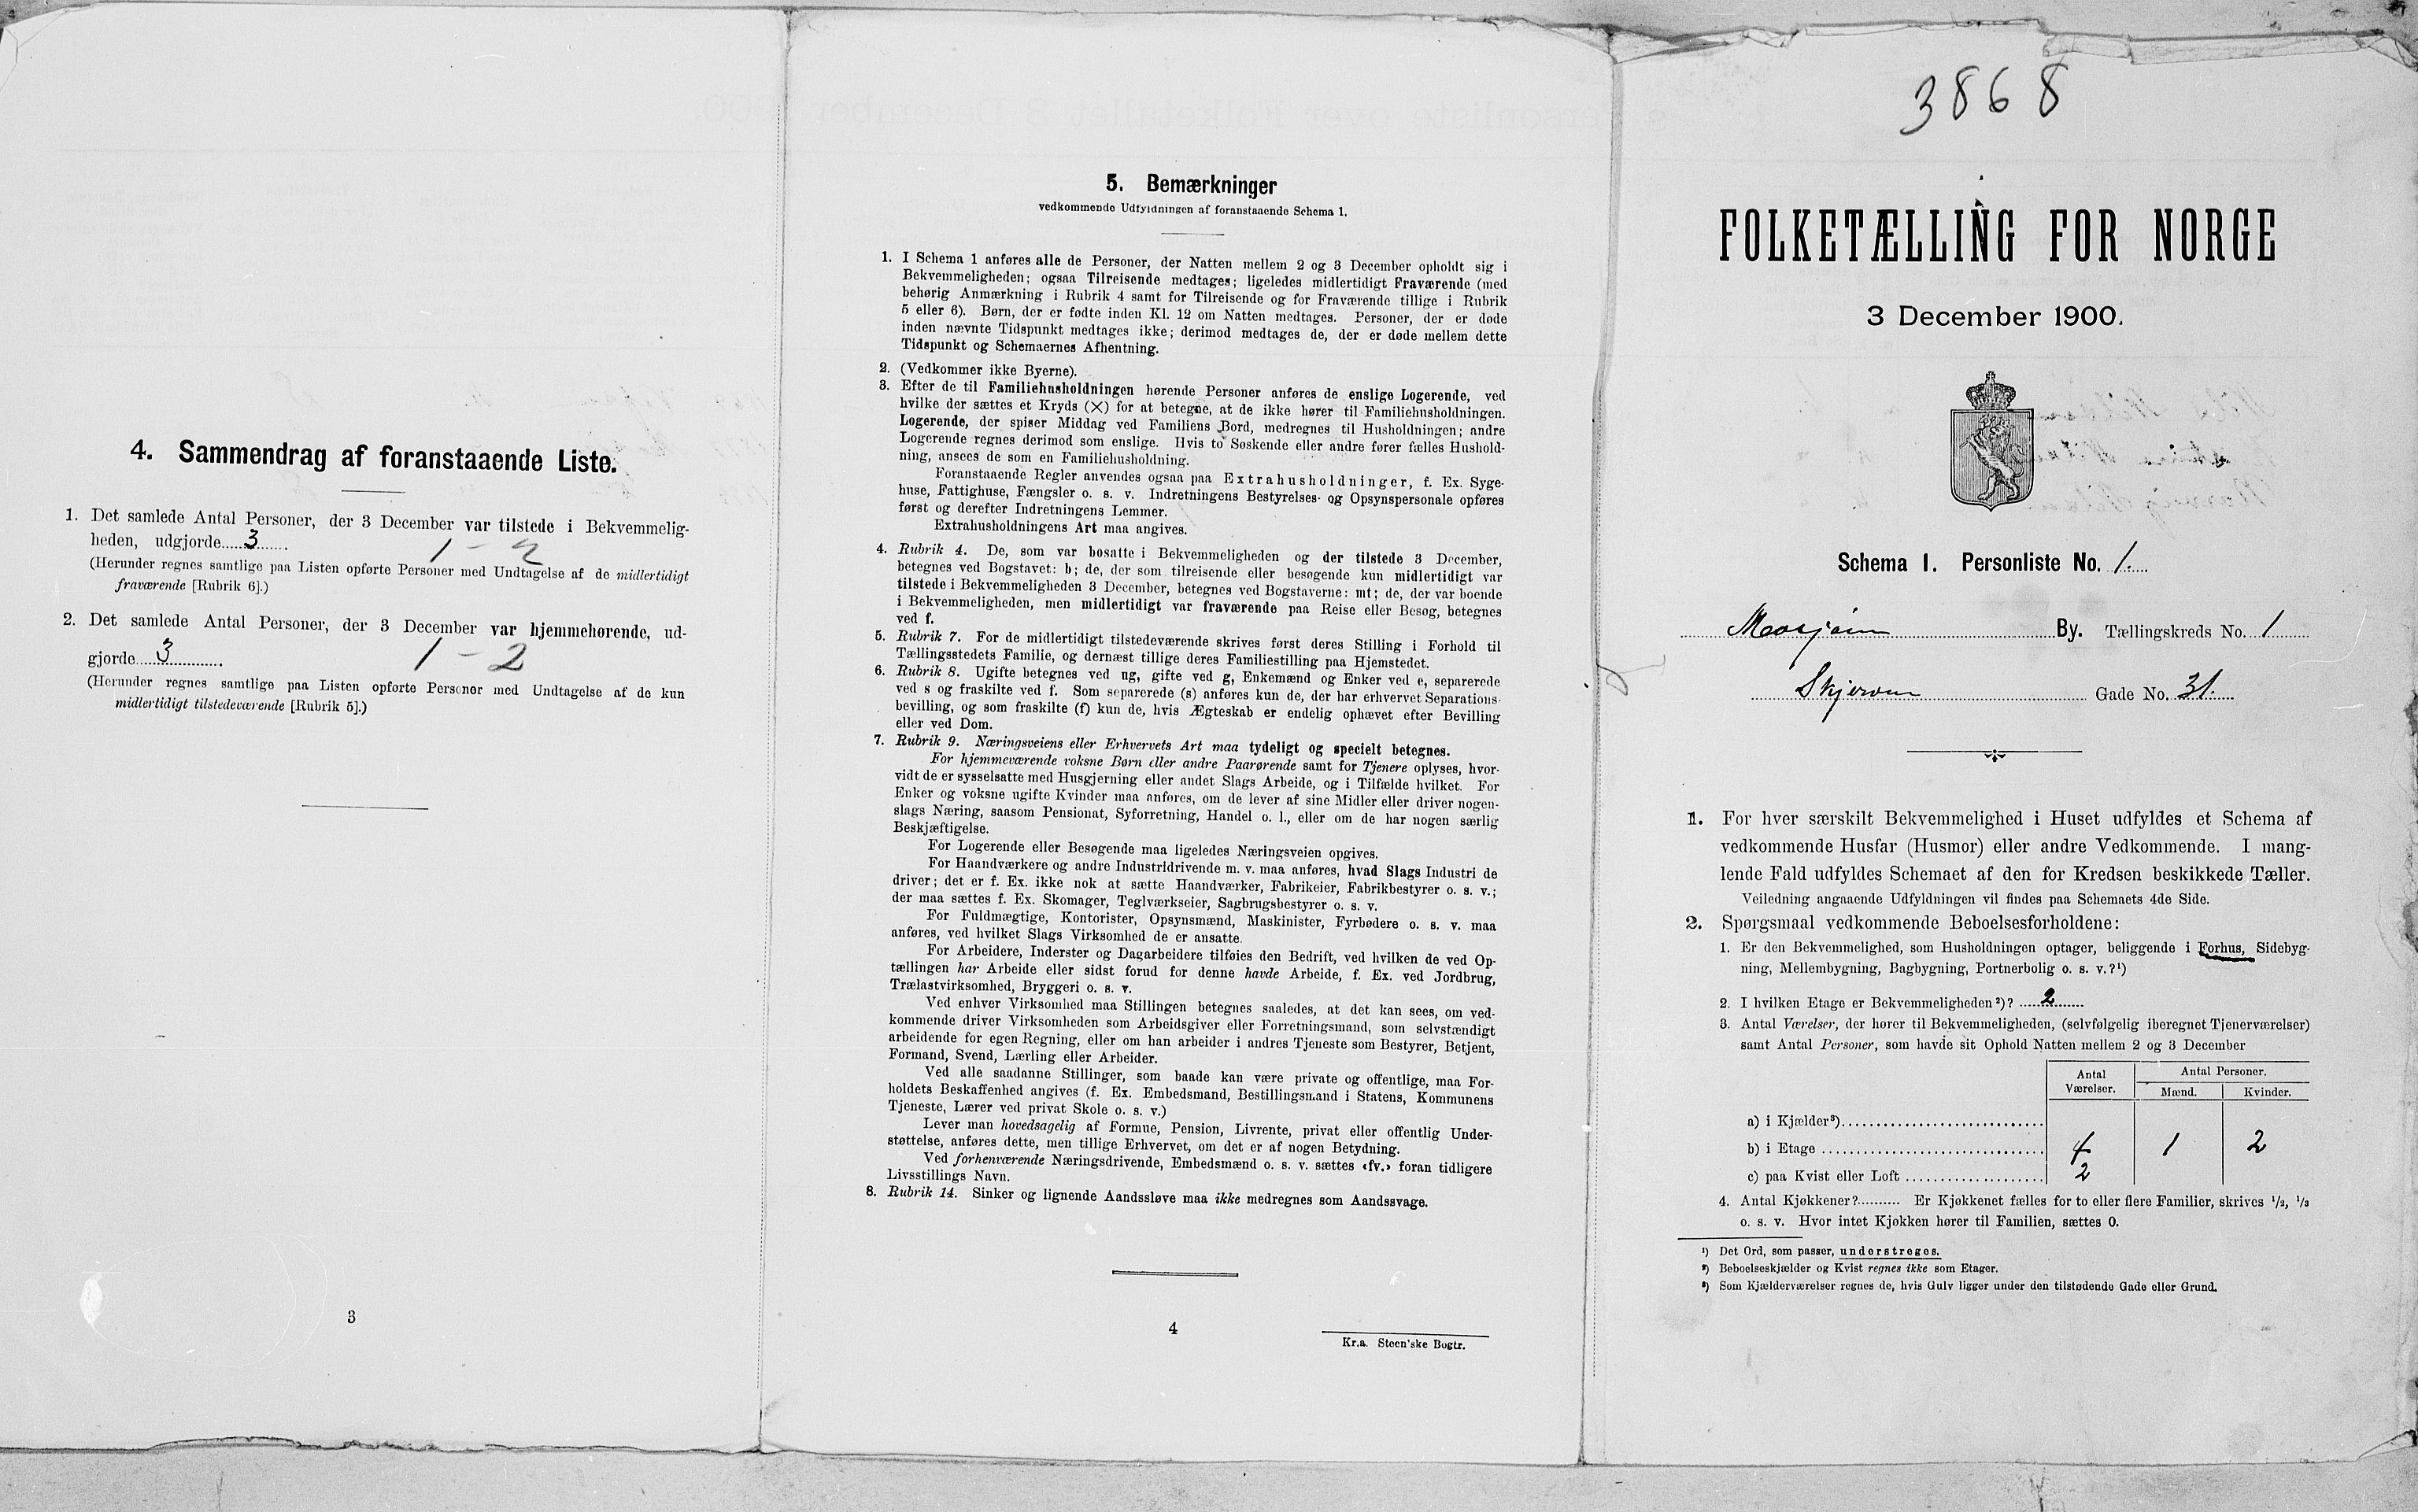 4. Sammendrag af foranstaaende Liste.
1. Det samlede Antal Personer, der 3 December var tilstede i Bekvemmelig-
heden, udgjorde 3
1 - 2
(Herunder regnes samtlige paa Listen opførte Personer med Undtagelse af de midlertidigt
fraværende [Rubrik 6].)
2. Det samlede Antal Personer, der 3 December var hjemmehørende, ud-
gjorde 3
1 - 2
(Herunder regnes samtlige paa Listen opførte Personer med Undtagelse af de kun
midlertidigt tilstedeværende [Rubrik 5].)
3
5. Bemærkninger
vedkommende Udfyldningen af foranstaaende Schema 1.
1. I Schema 1 anføres alle de Personer, der Natten mellem 2 og 3 December opholdt sig i
Bekvemmeligheden; ogsaa Tilreisende medtages; ligeledes midlertidigt Fraværende (med
behørig Anmærkning i Rubrik 4 samt for Tilreisende og for Fraværende tillige i Rubrik
5 eller 6). Børn, der er fødte inden Kl. 12 om Natten medtages. Personer, der er døde
inden nævnte Tidspunkt medtages ikke; derimod medtages de, der er døde mellem dette
Tidspunkt og Schemaernes Afhentning.
2. (Vedkommer ikke Byerne).
3. Efter de til Familiehusholdningen hørende Personer anføres de enslige Logerende, ved
hvilke der sættes et Kryds (×) for at betegne, at de ikke hører til Familiehusholdningen.
Logerende, der spiser Middag ved Familiens Bord, medregnes til Husholdningen; andre
Logerende regnes derimod som enslige. Hvis to Søskende eller andre fører fælles Hushold-
ning, ansees de som en Familiehusholdning.
Foranstaaende Regler anvendes ogsaa paa Extrahusholdninger, f. Ex. Syge-
huse, Fattighuse, Fængsler o. s. v. Indretningens Bestyrelses- og Opsynspersonale opføres
først og derefter Indretningens Lemmer.
Extrahusholdningens Art maa angives.
4. Rubrik 4. De, som var bosatte i Bekvemmeligheden og der tilstede 3 December,
betegnes ved Bogstavet: b; de, der som tilreisende eller besøgende kun midlertidigt var
tilstede i Bekvemmeligheden 3 December, betegnes ved Bogstaverne: mt; de, der var boende
i Bekvemmeligheden, men midlertidigt var fraværende paa Reise eller Besøg, betegnes
ved f.
5. Rubrik 7. For de midlertidigt tilstedeværende skrives først deres Stilling i Forhold til
Tællingsstedets Familie, og dernæst tillige deres Familiestilling paa Hjemstedet.
6. Rubrik 8. Ugifte betegnes ved ug, gifte ved g, Enkemænd og Enker ved e, separerede
ved s og fraskilte ved f. Som separerede (s) anføres kun de, der har erhvervet Separations-
bevilling, og som fraskilte (f) kun de, hvis Ægteskab er endelig ophævet efter Bevilling
eller ved Dom.
7. Rubrik 9. Næringsveiens eller Erhvervets Art maa tydeligt og specielt betegnes.
For hjemmeværende voksne Børn eller andre Paarørende samt for Tjenere oplyses, hvor-
vidt de er sysselsatte med Husgjerning eller andet Slags Arbeide, og i Tilfælde hvilket. For
Enker og voksne ugifte Kvinder maa anføres, om de lever af sine Midler eller driver nogen-
slags Næring, saasom Pensionat, Syforretning, Handel o. l., eller om de har nogen særlig
Beskjæftigelse.
For Logerende eller Besøgende maa ligeledes Næringsveien opgives.
For Haandværkere og andre Industridrivende m. v. maa anføres, hvad Slags Industri de
driver; det er f. Ex. ikke nok at sætte Haandværker, Fabrikeier, Fabrikbestyrer o. s. v.;
der maa sættes f. Ex. Skomager, Teglværkseier, Sagbrugsbestyrer o. s. v.
For Fuldmægtige, Kontorister, Opsynsmænd, Maskinister, Fyrbødere o. s. v. maa
anføres, ved hvilket Slags Virksomhed de er ansatte.
For Arbeidere, Inderster og Dagarbeidere tilføies den Bedrift, ved hvilken de ved Op-
tællingen har Arbeide eller sidst forud for denne havde Arbeide, f. Ex. ved Jordbrug,
Trælastvirksomhed, Bryggeri o. s. v.
Ved enhver Virksomhed maa Stillingen betegnes saaledes, at det kan sees, om ved-
kommende driver Virksomheden som Arbeidsgiver eller Forretningsmand, som selvstændigt
arbeidende for egen Regning, eller om han arbeider i andres Tjeneste som Bestyrer, Betjent,
Formand, Svend, Lærling eller Arbeider.
Ved alle saadanne Stillinger, som baade kan være private og offentlige, maa For-
holdets Beskaffenhed angives (f. Ex. Embedsmand, Bestillingsmand i Statens, Kommunens
Tjeneste, Lærer ved privat Skole o. s. v.)
Lever man hovedsagelig af Formue, Pension, Livrente, privat eller offentlig Under-
støttelse, anføres dette, men tillige Erhvervet, om det er af nogen Betydning.
Ved forhenværende Næringsdrivende, Embedsmænd o. s. v. sættes «fv.» foran tidligere
Livsstillings Navn.
8. Rubrik 14. Sinker og lignende Aandssløve maa ikke medregnes som Aandssvage.
4
Kr.a. Steen'ske Bogtr.
3868
FOLKETÆLLING FOR NORGE
3 December 1900.
Schema 1. Personliste No. 1.
Mosjøen By. Tællingskreds No. 1
Skjerven Gade No. 31.
1. For hver særskilt Bekvemmelighed i Huset udfyldes et Schema af
vedkommende Husfar (Husmor) eller andre Vedkommende. I mang-
lende Fald udfyldes Schemaet af den for Kredsen beskikkede Tæller.
Veiledning angaaende Udfyldningen vil findes paa Schemaets 4de Side.
2. Spørgsmaal vedkommende Beboelsesforholdene:
1. Er den Bekvemmelighed, som Husholdningen optager, beliggende i Forhus, Sidebyg-
ning, Mellembygning, Bagbygning, Portnerbolig o. s. v.?¹)
2. I hvilken Etage er Bekvemmeligheden²)? 2
3. Antal Værelser, der hører til Bekvemmeligheden, (selvfølgelig iberegnet Tjenerværelser)
samt Antal Personer, som havde sit Ophold Natten mellem 2 og 3 December
Antal Værelser. Antal Personer.
Mænd. Kvinder.
a) i Kjælder³)
b) i Etage 4 1 2
c) paa Kvist eller Loft 2
4. Antal Kjøkkener? Er Kjøkkenet fælles for to eller flere Familier, skrives ¹/₂, ¹/₃
o. s. v. Hvor intet Kjøkken hører til Familien, sættes 0.
¹) Det Ord, som passer, understreges.
²) Beboelseskjælder og Kvist regnes ikke som Etager.
³) Som Kjælderværelser regnes de, hvis Gulv ligger under den tilstødende Gade eller Grund.